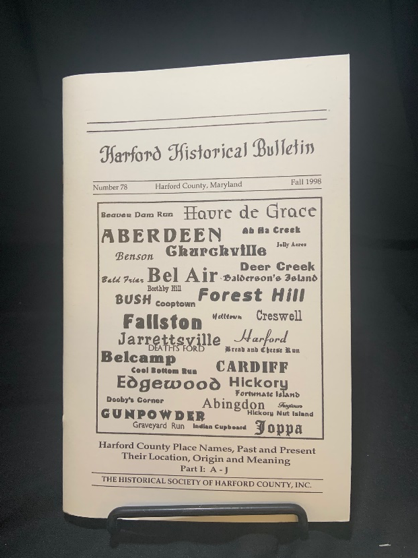 Harford Historical Bulletin
Number 78 Harford County, Maryland Fall 1998
Beaver Dam Run Havre de Grace
ABERDEEN Ah Ha Creek
Jolly Acres
Benson Churchville
Deer Creek
Bald Friar Bel Air Balderson's Island
Boothby Hill
BUSH Cooptown Forest Hill
Fallston Hilltown Creswell
Jarrettsville Harford
DEATH'S FORD Bread and Cheese Run
Belcamp
Cool Bottom Run CARDIFF
Edgewood Hickory
Fortunate Island
Dooby's Corner Abingdon
GUNPOWDER Hickory Nut Island
Graveyard Run Indian Cupboard Joppa
Harford County Place Names, Past and Present
Their Location, Origin and Meaning
Part I: A - J
THE HISTORICAL SOCIETY OF HARFORD COUNTY, INC.